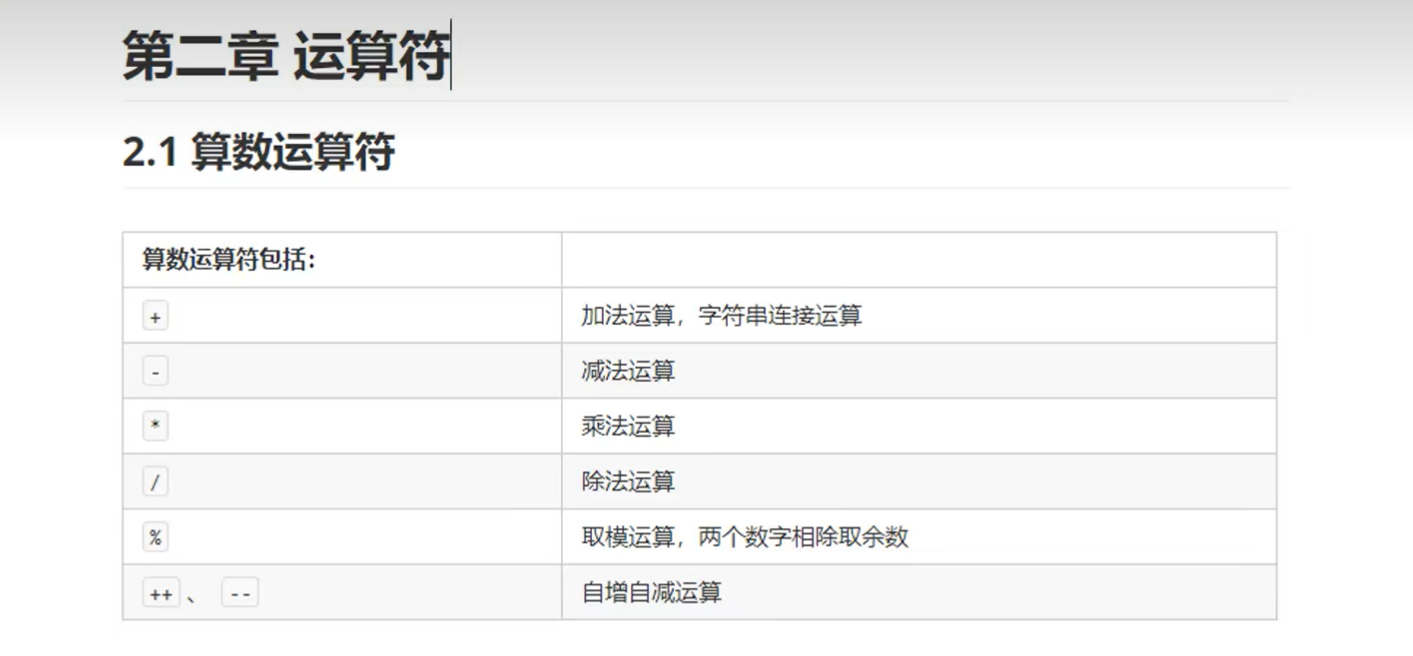 第二章 运算符
2.1 算数运算符
算数运算符包括：
+ 加法运算，字符串连接运算
- 减法运算
* 乘法运算
/ 除法运算
% 取模运算，两个数字相除取余数
++ 、 -- 自增自减运算